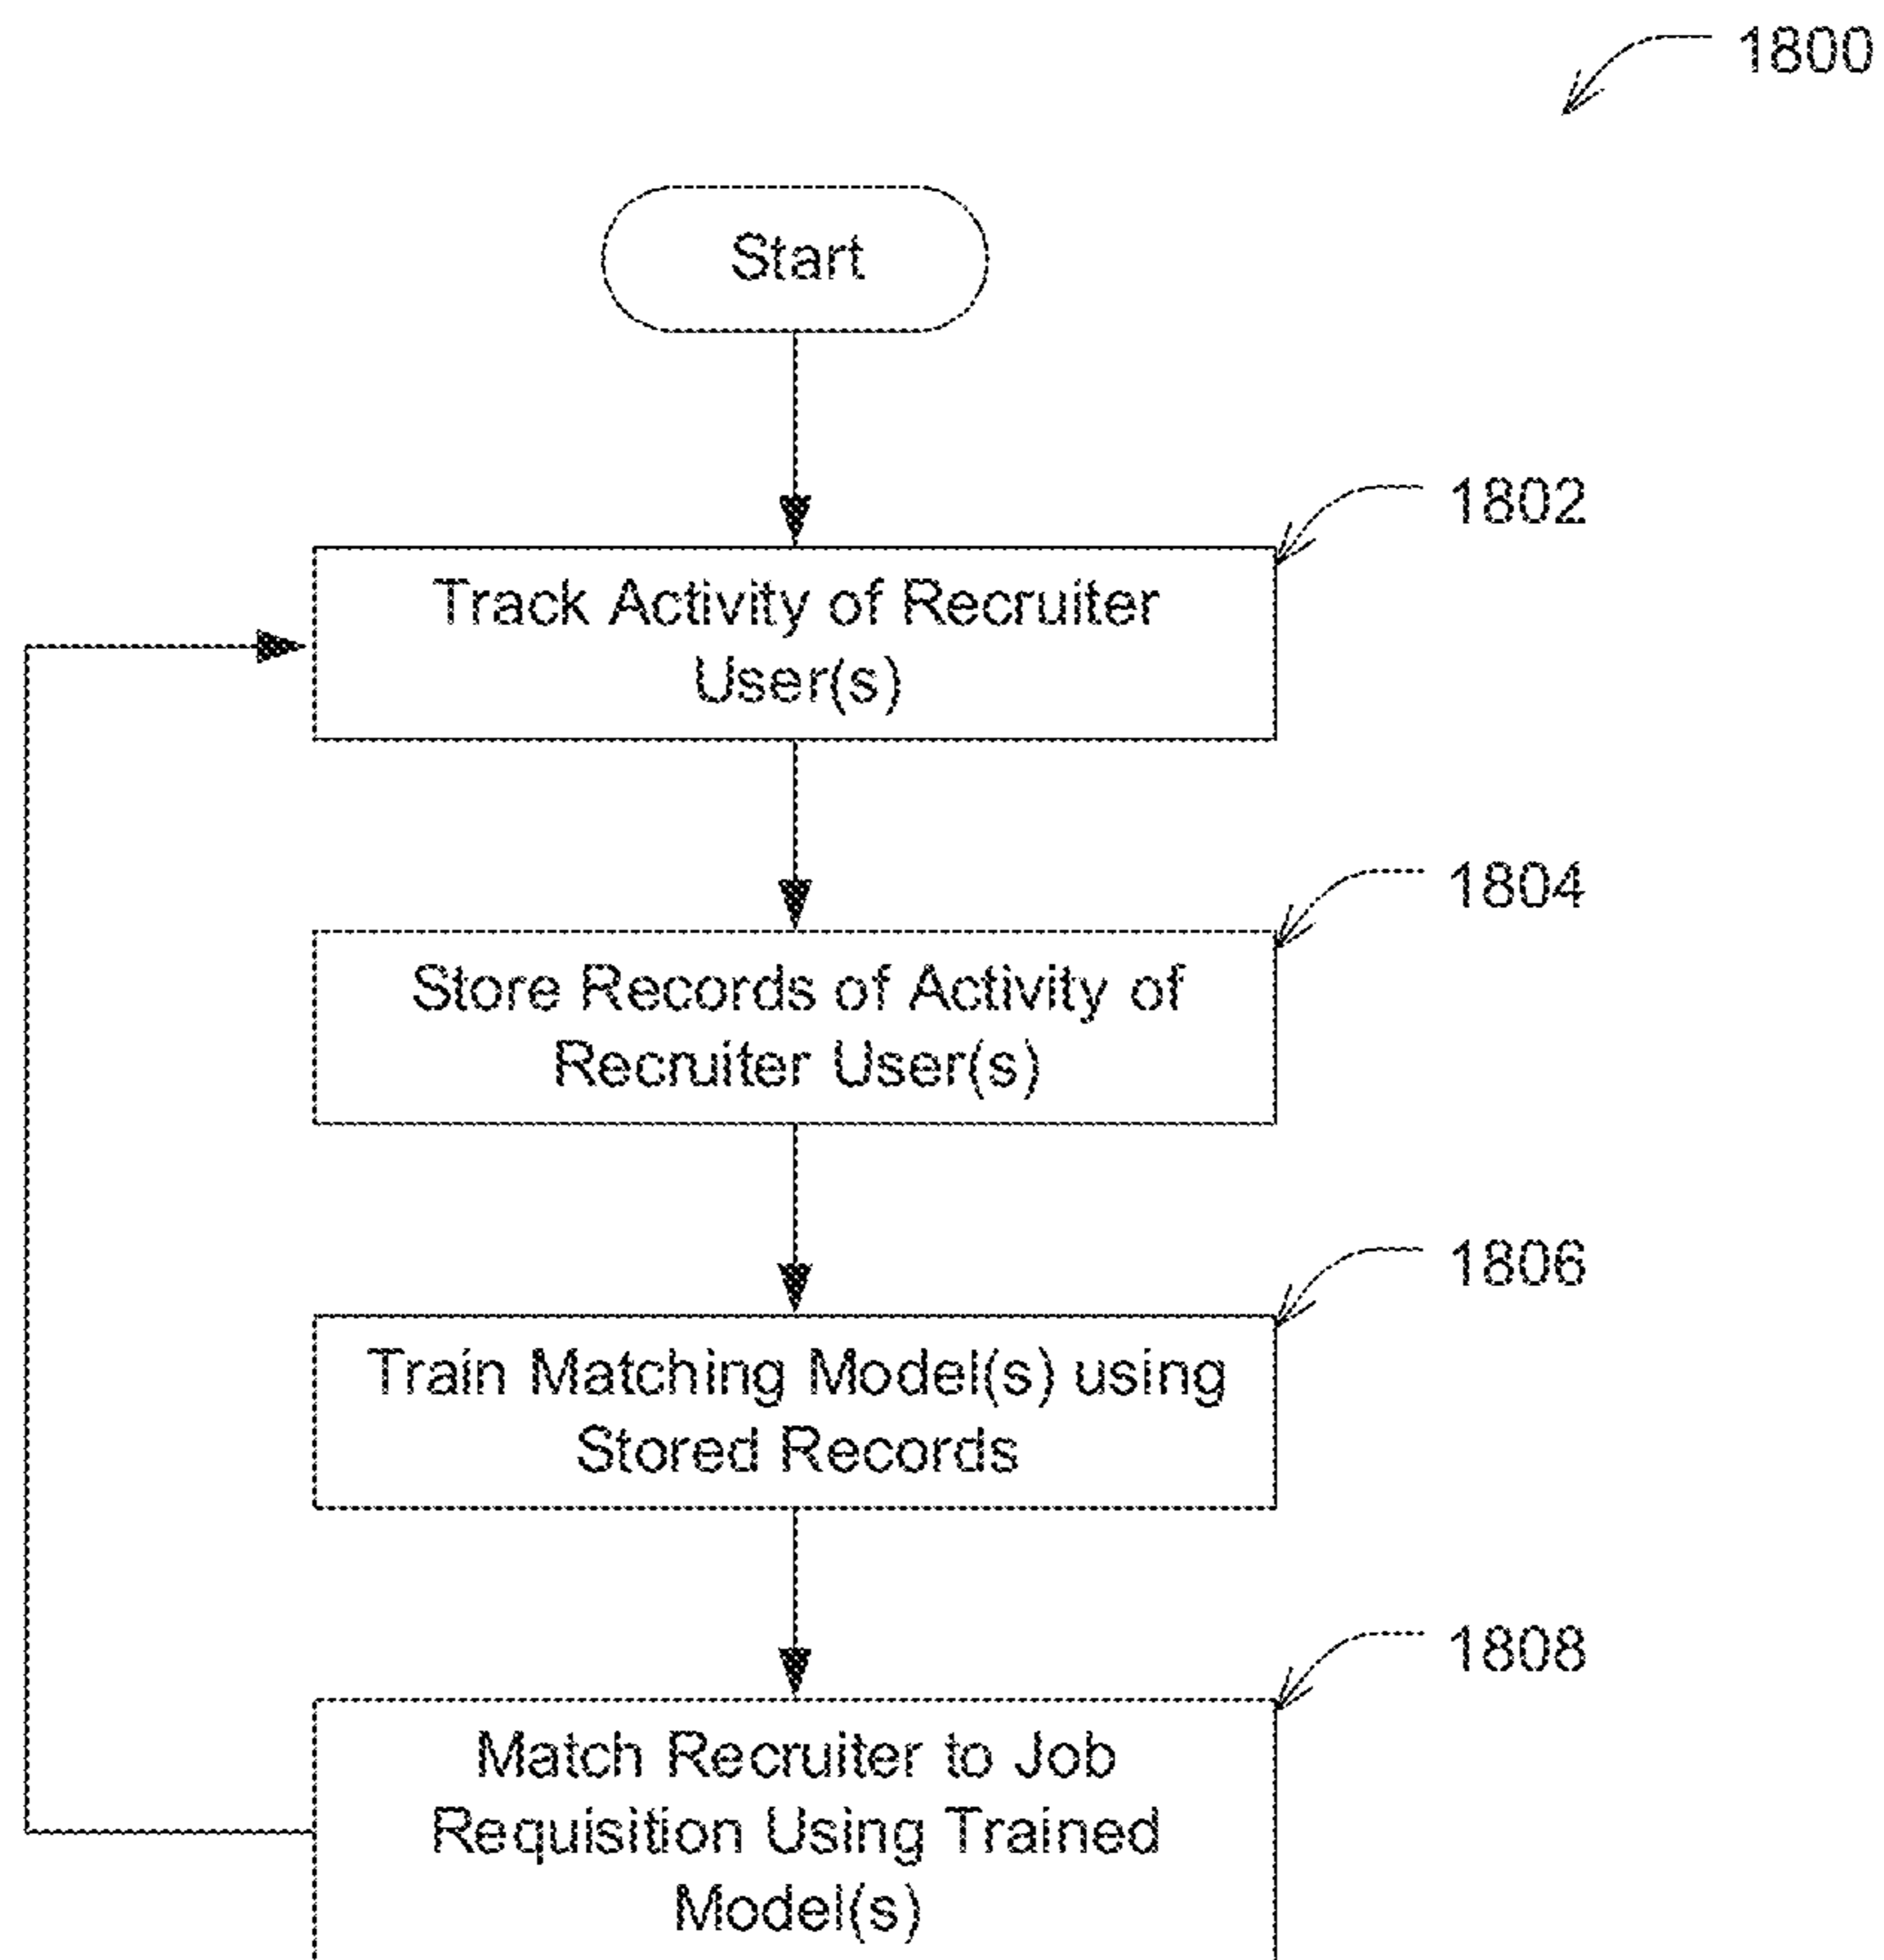 1800
Start
1802
Track Activity of Recruiter
User(s)
1804
Store Records of Activity of
Recruiter User(s)
1806
Train Matching Model(s) using
Stored Records
1808
Match Recruiter to Job
Requisition Using Trained
Model(s)